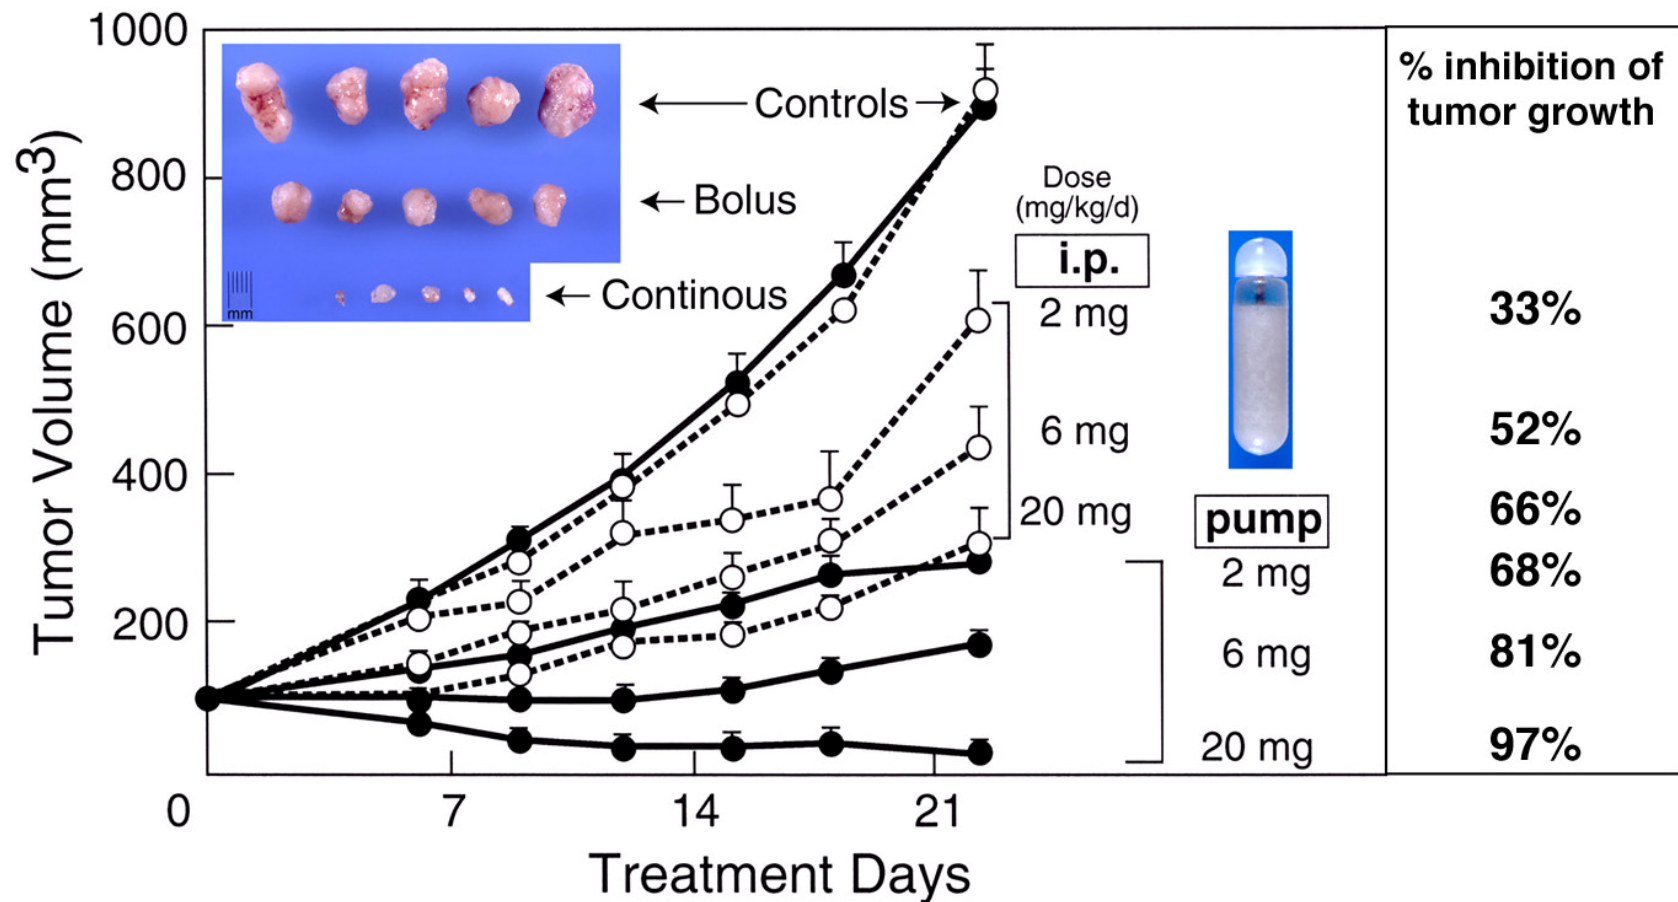 1000
800
600
400
200
0
7
14
21
Tumor Volume (mm3)
Treatment Days
Controls
Bolus
Continous
mm
Dose
(mg/kg/d)
i.p.
2 mg
6 mg
20 mg
pump
2 mg
6 mg
20 mg
% inhibition of
tumor growth
33%
52%
66%
68%
81%
97%